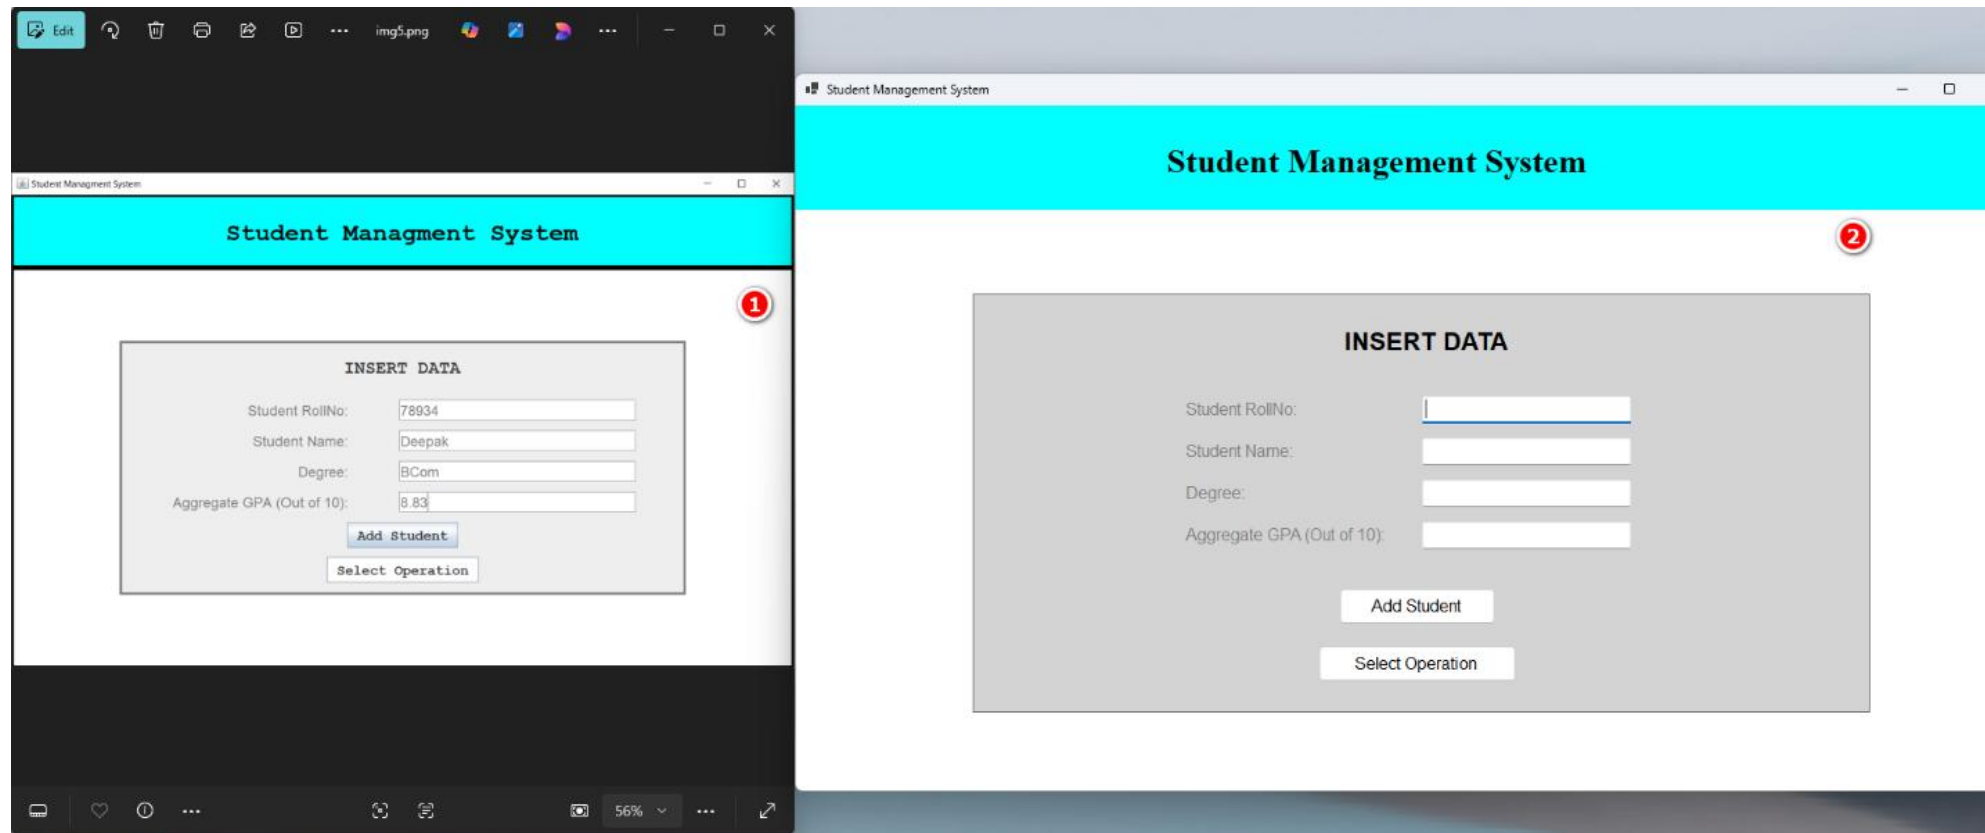 Edit img5.png
Student Managment System
Student Managment System
1
INSERT DATA
Student RollNo: 78934
Student Name: Deepak
Degree: BCom
Aggregate GPA (Out of 10): 8.83
Add Student
Select Operation
56%
Student Management System
Student Management System
2
INSERT DATA
Student RollNo:
Student Name:
Degree:
Aggregate GPA (Out of 10):
Add Student
Select Operation